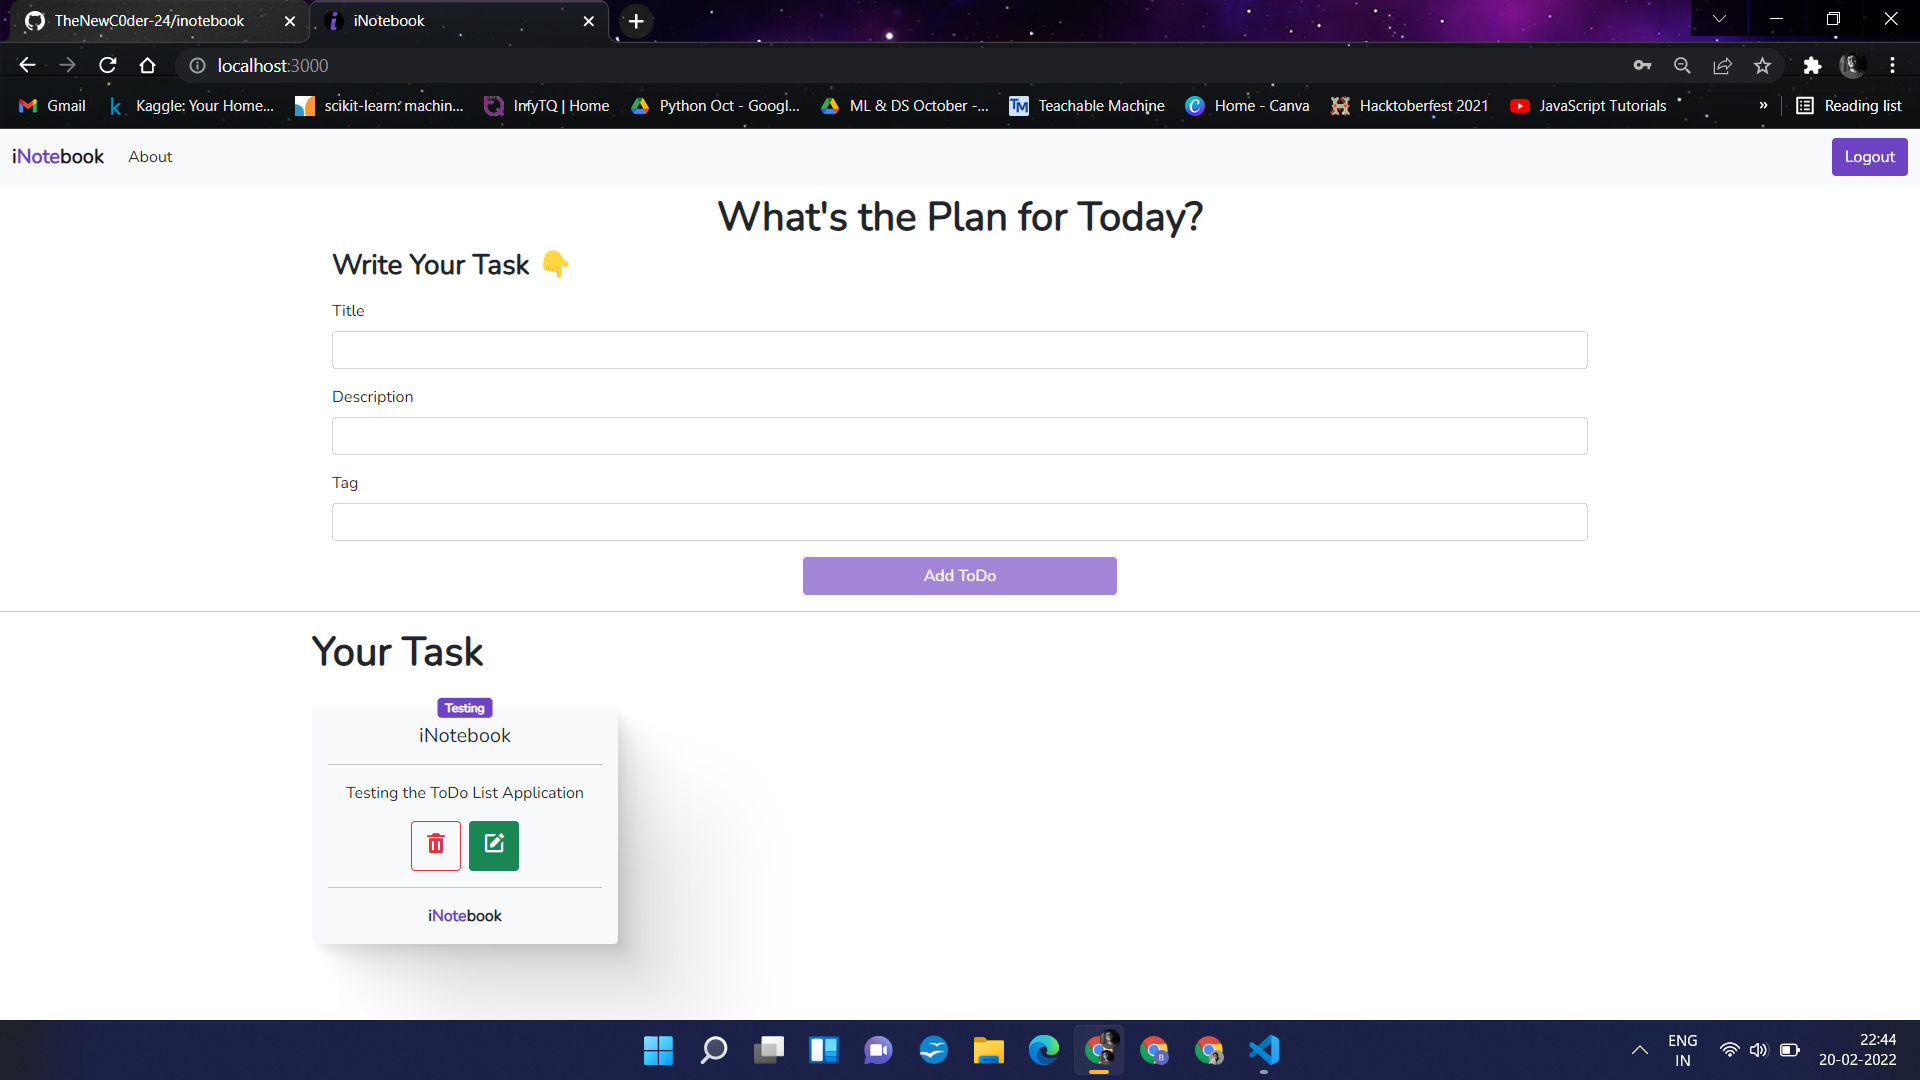 TheNewC0der-24/inotebook
iNotebook
localhost:3000
Gmail
Kaggle: Your Home...
scikit-learn: machin...
InfyTQ | Home
Python Oct - Googl...
ML & DS October -...
Teachable Machine
Home - Canva
Hacktoberfest 2021
JavaScript Tutorials
»
Reading list
iNotebook
About
Logout
What's the Plan for Today?
Write Your Task 👇
Title
Description
Tag
Add ToDo
Your Task
Testing
iNotebook
Testing the ToDo List Application
iNotebook
ENG
IN
22:44
20-02-2022